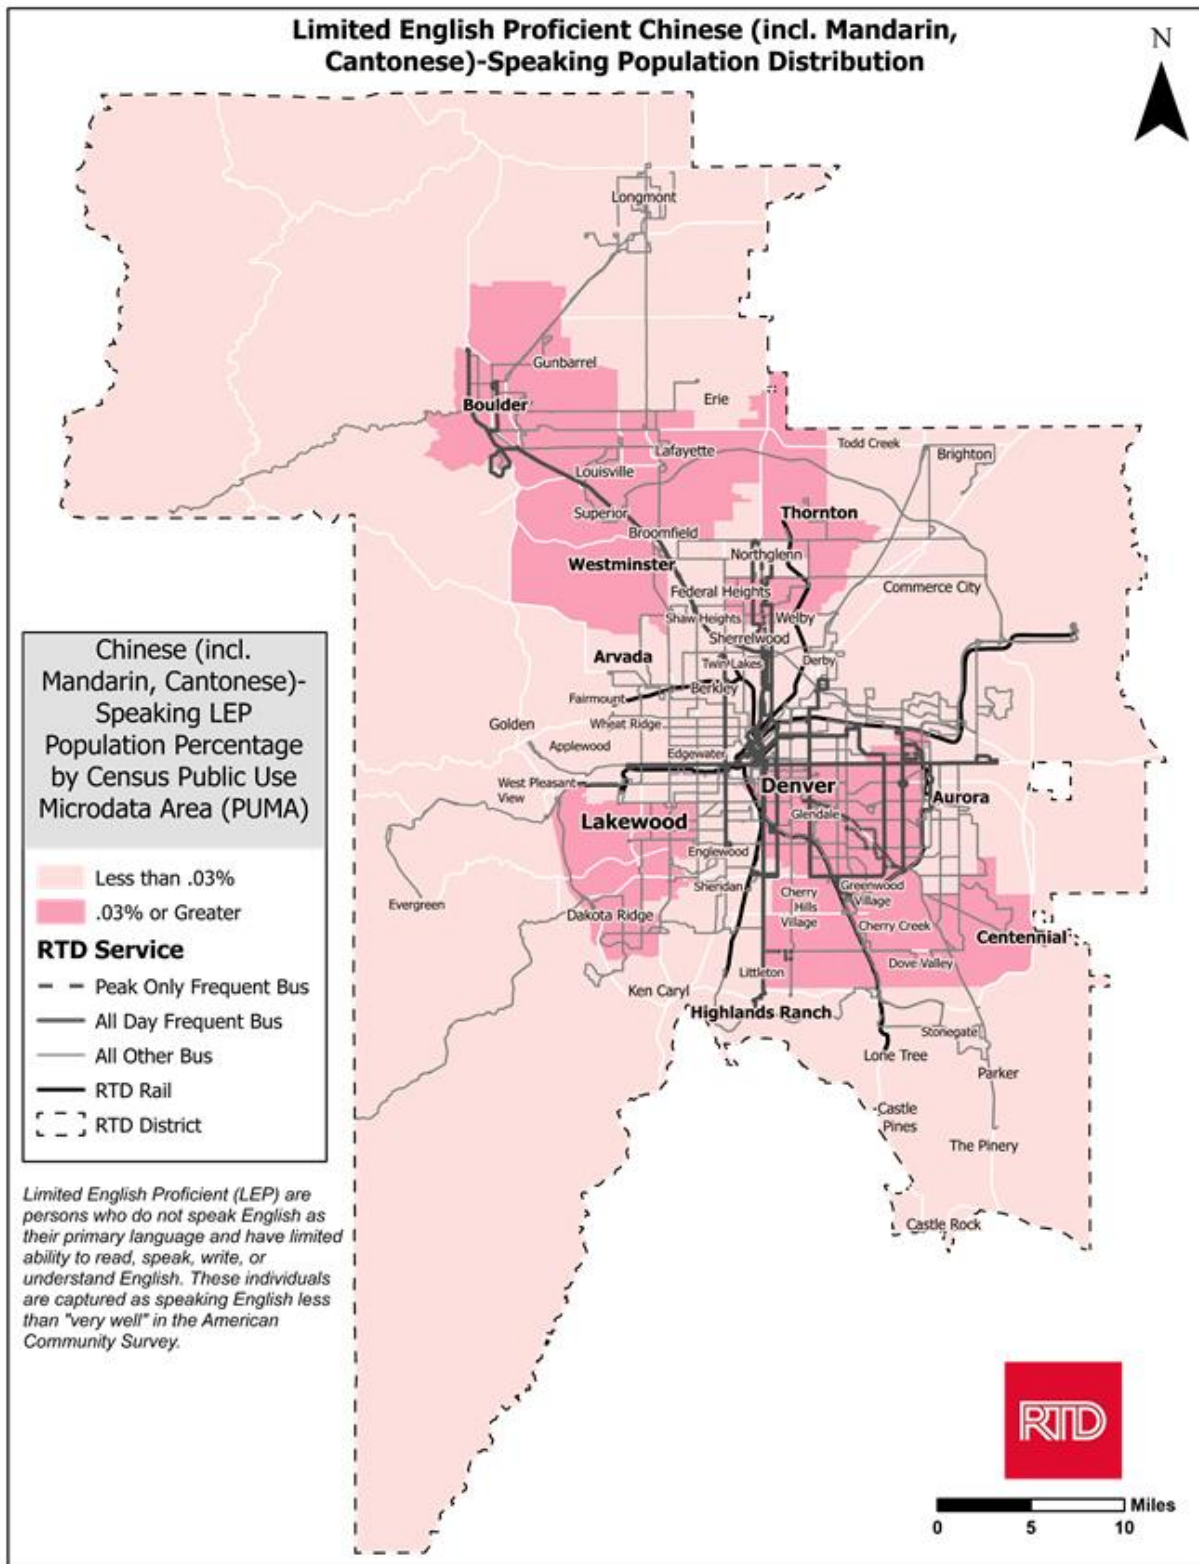 Limited English Proficient Chinese (incl. Mandarin,
Cantonese)-Speaking Population Distribution
N
Longmont
Gunbarrel
Boulder
Erie
Todd Creek
Lafayette
Brighton
Louisville
Superior
Thornton
Broomfield
Northglenn
Westminster
Federal Heights
Commerce City
Shaw Heights
Welby
Sherrelwood
Arvada
Twin Lakes
Derby
Berkley
Fairmount
Golden
Wheat Ridge
Applewood
Edgewater
West Pleasant
View
Denver
Aurora
Lakewood
Glendale
Englewood
Sheridan
Greenwood
Village
Cherry
Hills
Village
Evergreen
Dakota Ridge
Cherry Creek
Centennial
Dove Valley
Littleton
Ken Caryl
Highlands Ranch
Stonegate
Lone Tree
Parker
Castle
Pines
The Pinery
Castle Rock
Chinese (incl.
Mandarin, Cantonese)-
Speaking LEP
Population Percentage
by Census Public Use
Microdata Area (PUMA)
Less than .03%
.03% or Greater
RTD Service
Peak Only Frequent Bus
All Day Frequent Bus
All Other Bus
RTD Rail
RTD District
Limited English Proficient (LEP) are
persons who do not speak English as
their primary language and have limited
ability to read, speak, write, or
understand English. These individuals
are captured as speaking English less
than "very well" in the American
Community Survey.
RTD
Miles
0 5 10